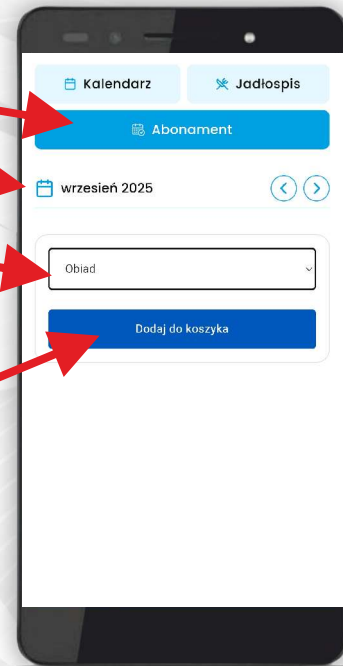 Kalendarz
Jadłospis
Abonament
wrzesień 2025
Obiad
Dodaj do koszyka